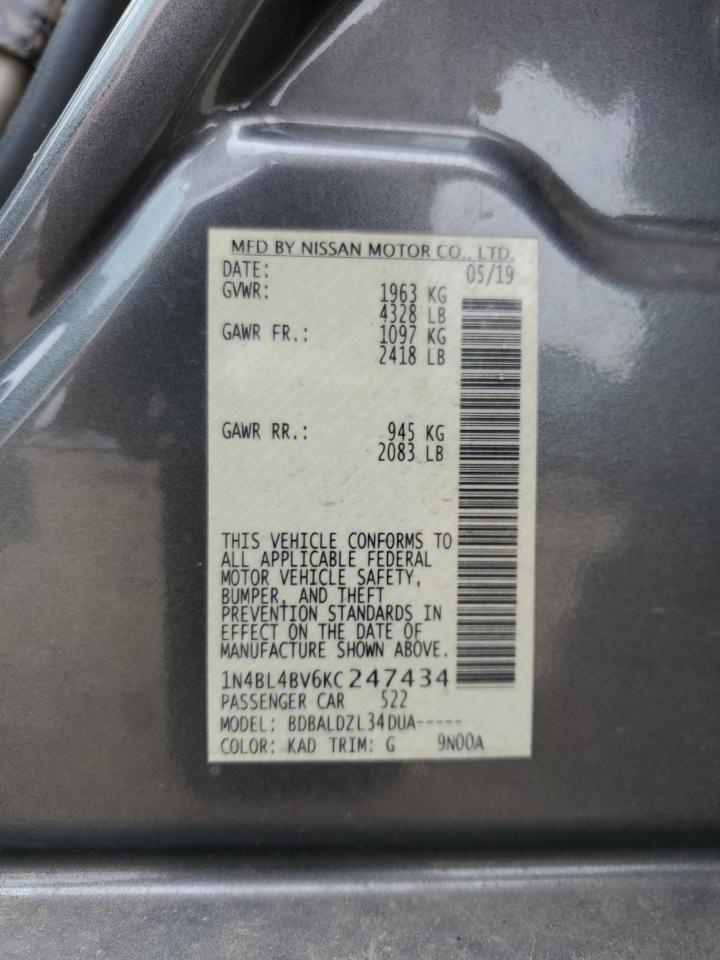 MFD BY NISSAN MOTOR CO., LTD.
DATE: 05/19
GVWR: 1963 KG
4328 LB
GAWR FR.: 1097 KG
2418 LB
GAWR RR.: 945 KG
2083 LB
THIS VEHICLE CONFORMS TO
ALL APPLICABLE FEDERAL
MOTOR VEHICLE SAFETY,
BUMPER, AND THEFT
PREVENTION STANDARDS IN
EFFECT ON THE DATE OF
MANUFACTURE SHOWN ABOVE.
1N4BL4BV6KC247434
PASSENGER CAR 522
MODEL: BDBALDZL34DUA-----
COLOR: KAD TRIM: G 9N00A